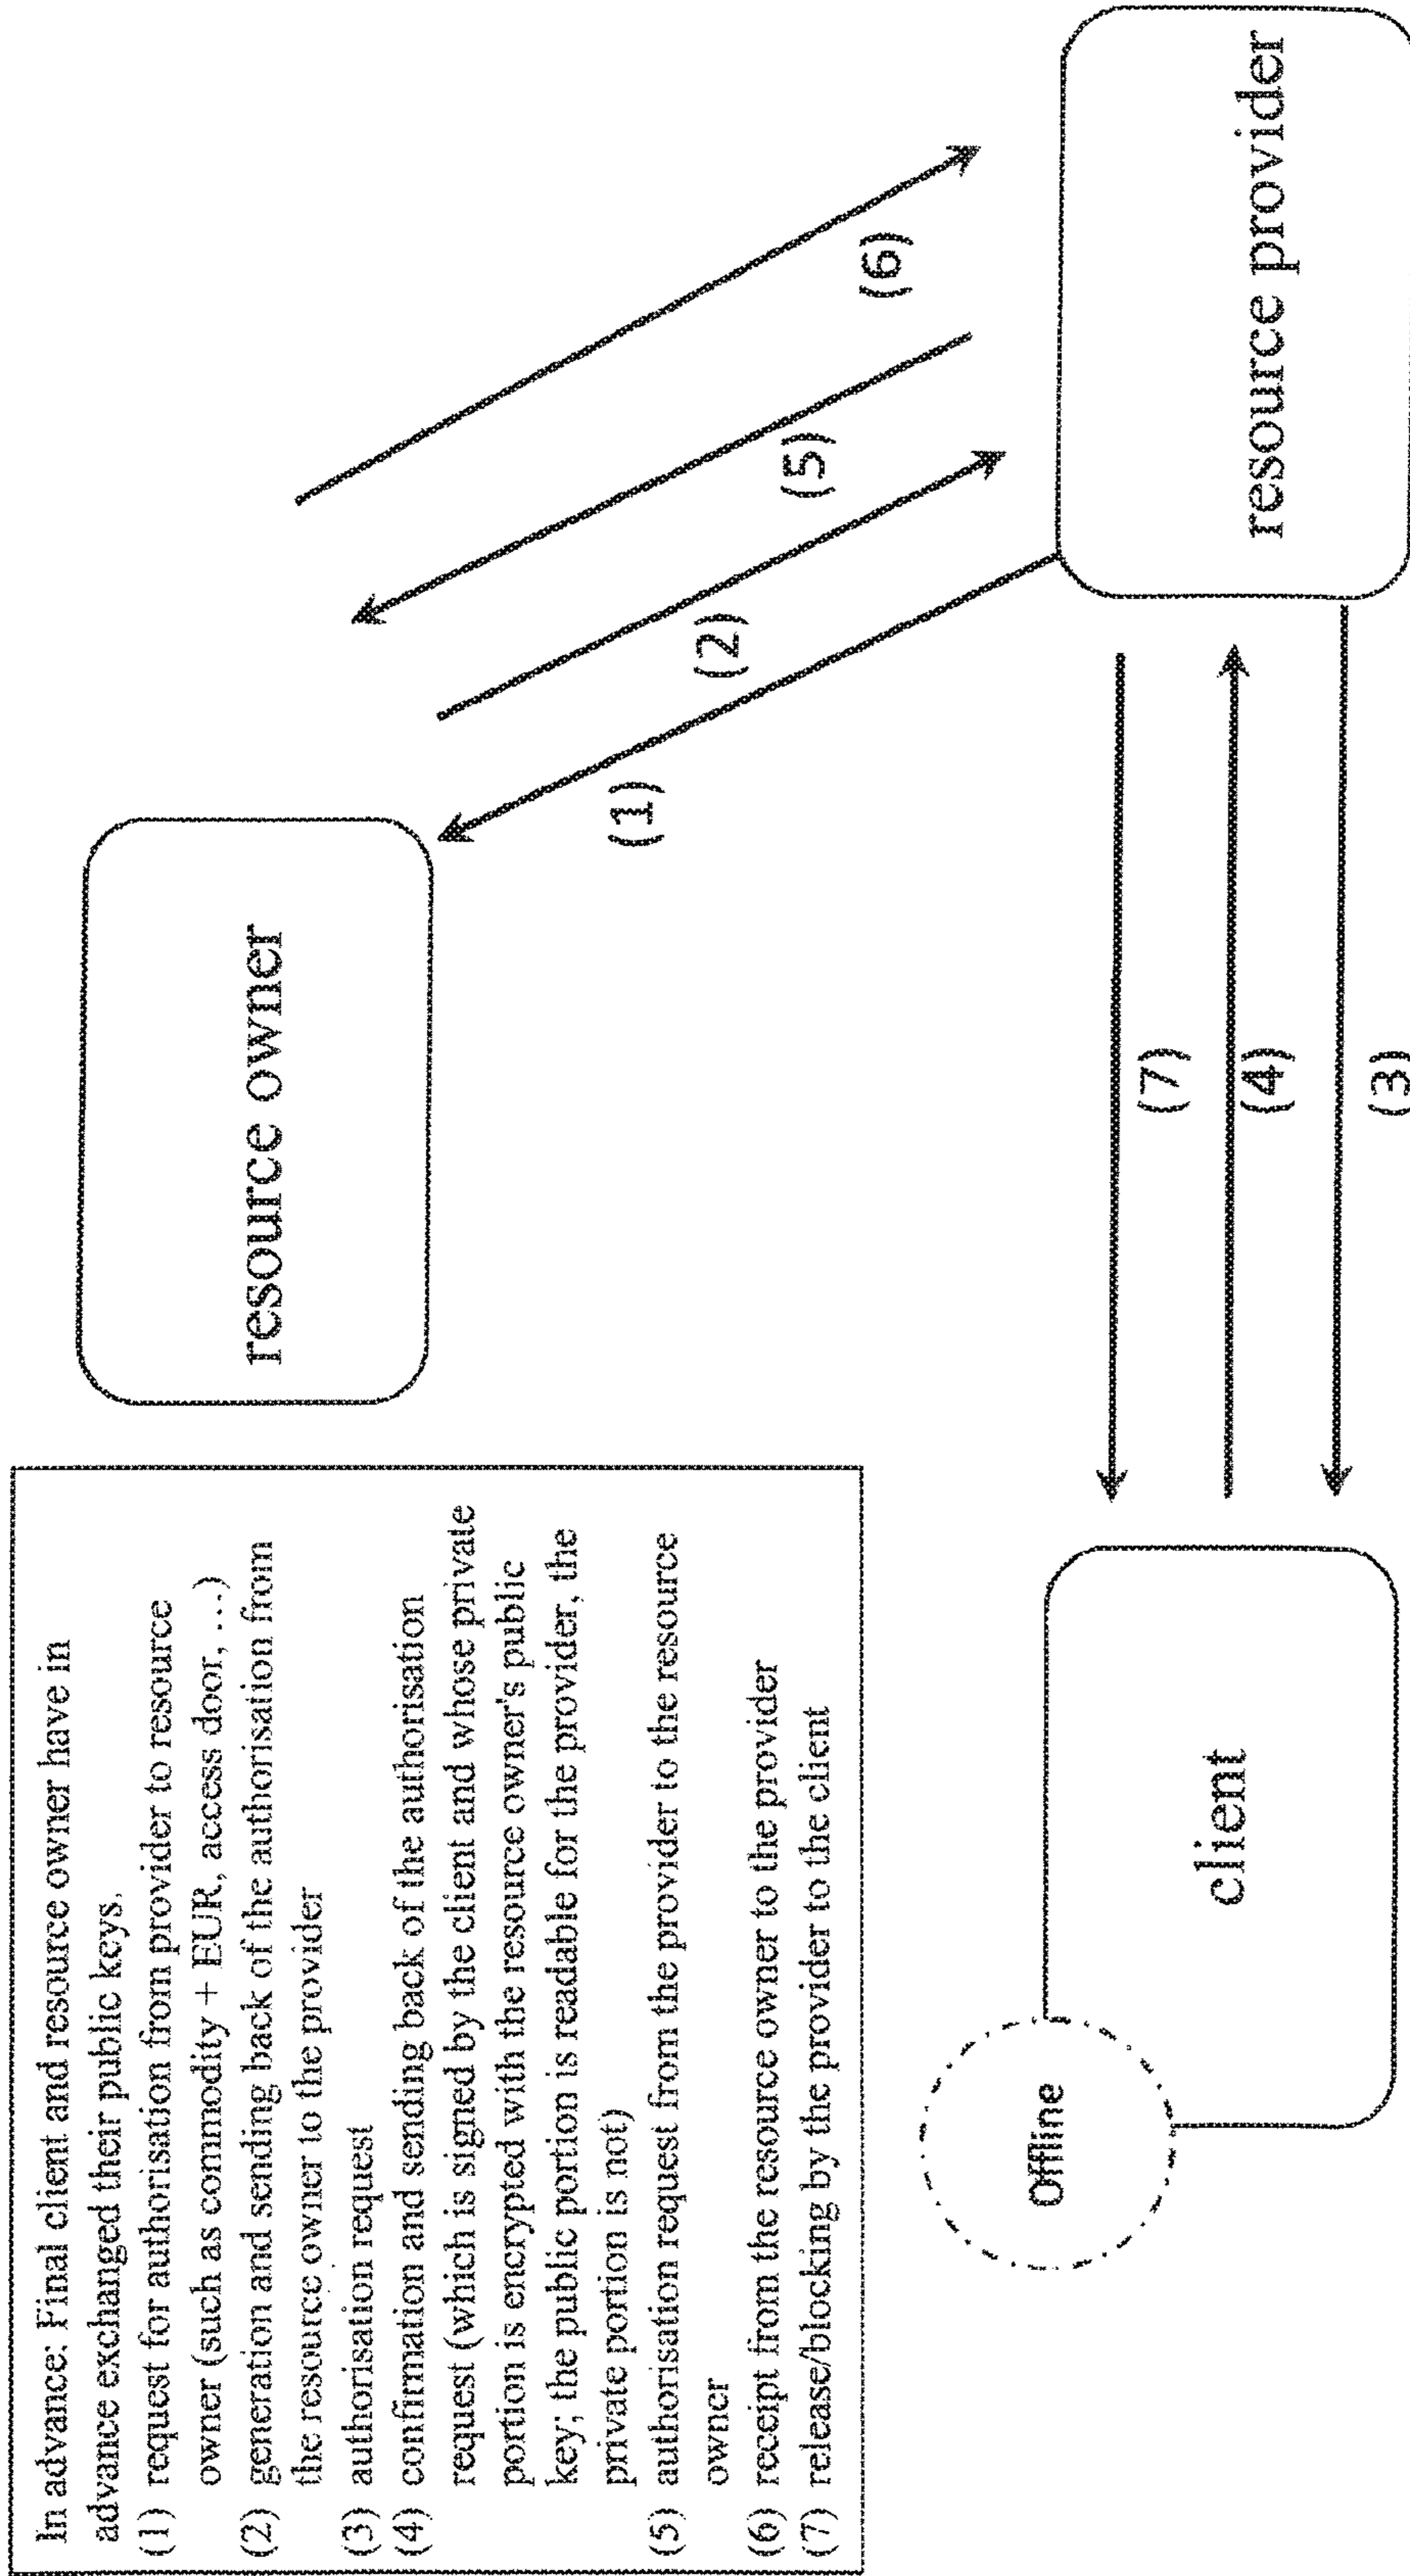 In advance: Final client and resource owner have in
advance exchanged their public keys.
(1) request for authorisation from provider to resource
owner (such as commodity + EUR, access door, …)
(2) generation and sending back of the authorisation from
the resource owner to the provider
(3) authorisation request
(4) confirmation and sending back of the authorisation
request (which is signed by the client and whose private
portion is encrypted with the resource owner's public
key; the public portion is readable for the provider, the
private portion is not)
(5) authorisation request from the provider to the resource
owner
(6) receipt from the resource owner to the provider
(7) release/blocking by the provider to the client
resource owner
(1)
(2)
(5)
(6)
Offline
client
(7)
(4)
(3)
resource provider